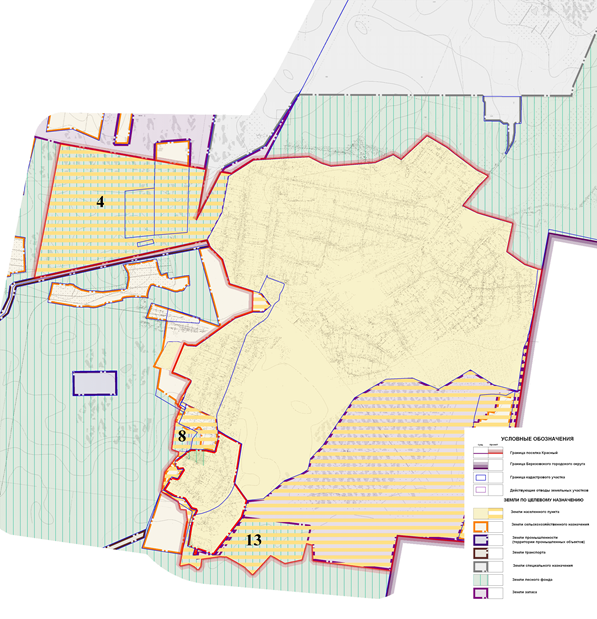 4
8
13
УСЛОВНЫЕ ОБОЗНАЧЕНИЯ
Граница поселка Красный
Граница Березовского городского округа
Граница кадастрового участка
Действующие отводы земельных участков
ЗЕМЛИ ПО ЦЕЛЕВОМУ НАЗНАЧЕНИЮ
Земли населенного пункта
Земли сельскохозяйственного назначения
Земли промышленности
(территории промышленных объектов)
Земли транспорта
Земли специального назначения
Земли лесного фонда
Земли запаса